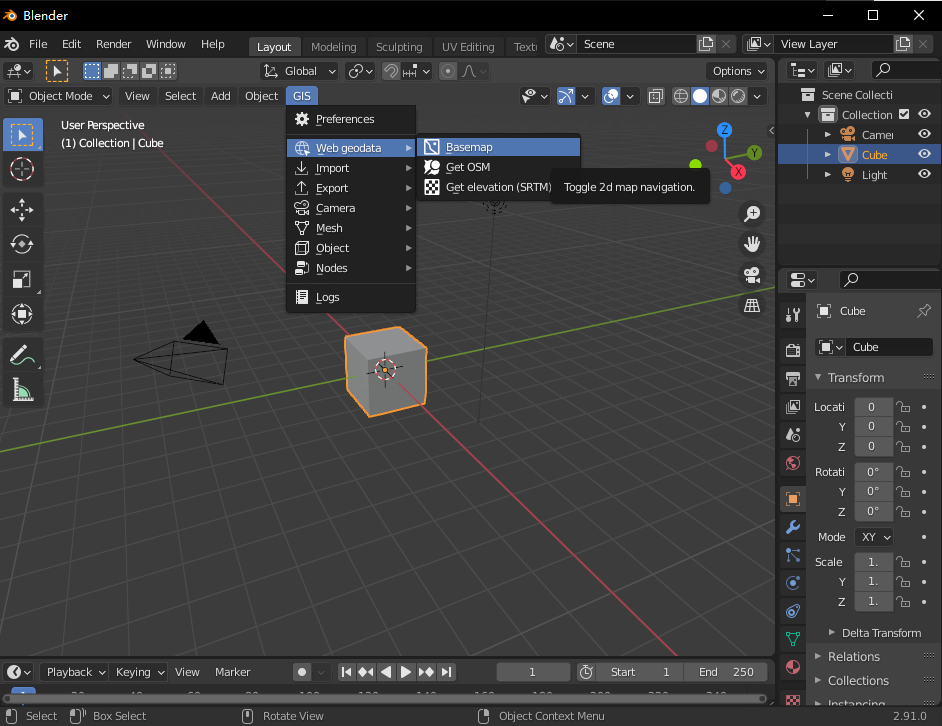 Blender
File Edit Render Window Help Layout Modeling Sculpting UV Editing Scene View Layer
Global Options
Object Mode View Select Add Object GIS
User Perspective
(1) Collection | Cube
Preferences
Web geodata
Import
Export
Camera
Mesh
Object
Nodes
Logs
Basemap
Get OSM
Get elevation (SRTM)
Toggle 2d map navigation.
Z
Y
X
Scene Collecti
Collection
Camer
Cube
Light
Cube
Cube
Transform
Locati 0
Y 0
Z 0
Rotati 0°
Y 0°
Z 0°
Mode XY
Scale 1.
Y 1.
Z 1.
Delta Transform
Relations
Collections
Instancing
Playback Keying View Marker 1 Start 1 End 250
Select Box Select Rotate View Object Context Menu 2.91.0